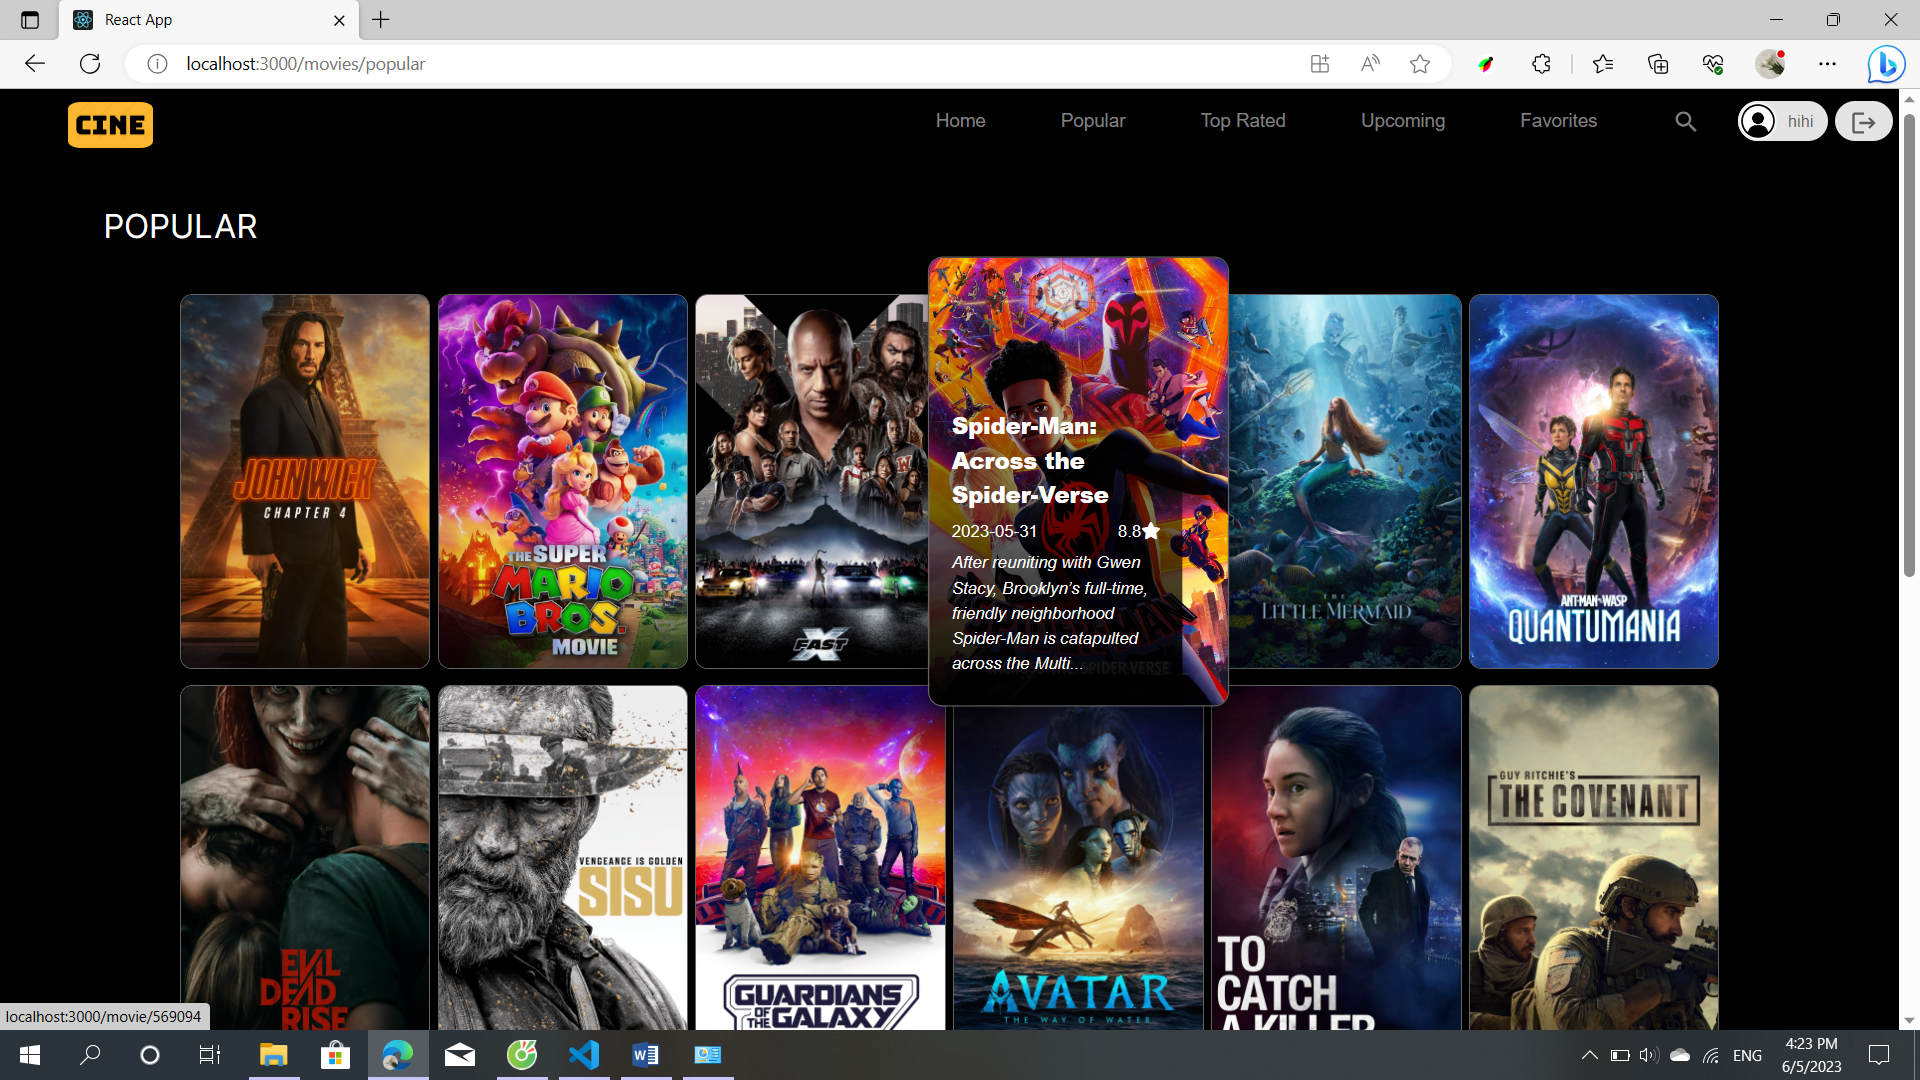 React App
localhost:3000/movies/popular
CINE
Home
Popular
Top Rated
Upcoming
Favorites
hihi
POPULAR
JOHN WICK
CHAPTER 4
THE SUPER
MARIO
BROS.
MOVIE
FAST X
Spider-Man:
Across the
Spider-Verse
2023-05-31
8.8
After reuniting with Gwen
Stacy, Brooklyn’s full-time,
friendly neighborhood
Spider-Man is catapulted
across the Multi...
THE
LITTLE MERMAID
ANT-MAN AND THE WASP
QUANTUMANIA
EVIL
DEAD
RISE
VENGEANCE IS GOLDEN
SISU
GUARDIANS
OF THE GALAXY
AVATAR
THE WAY OF WATER
TO
CATCH
A KILLER
GUY RITCHIE'S
THE COVENANT
localhost:3000/movie/569094
ENG
4:23 PM
6/5/2023